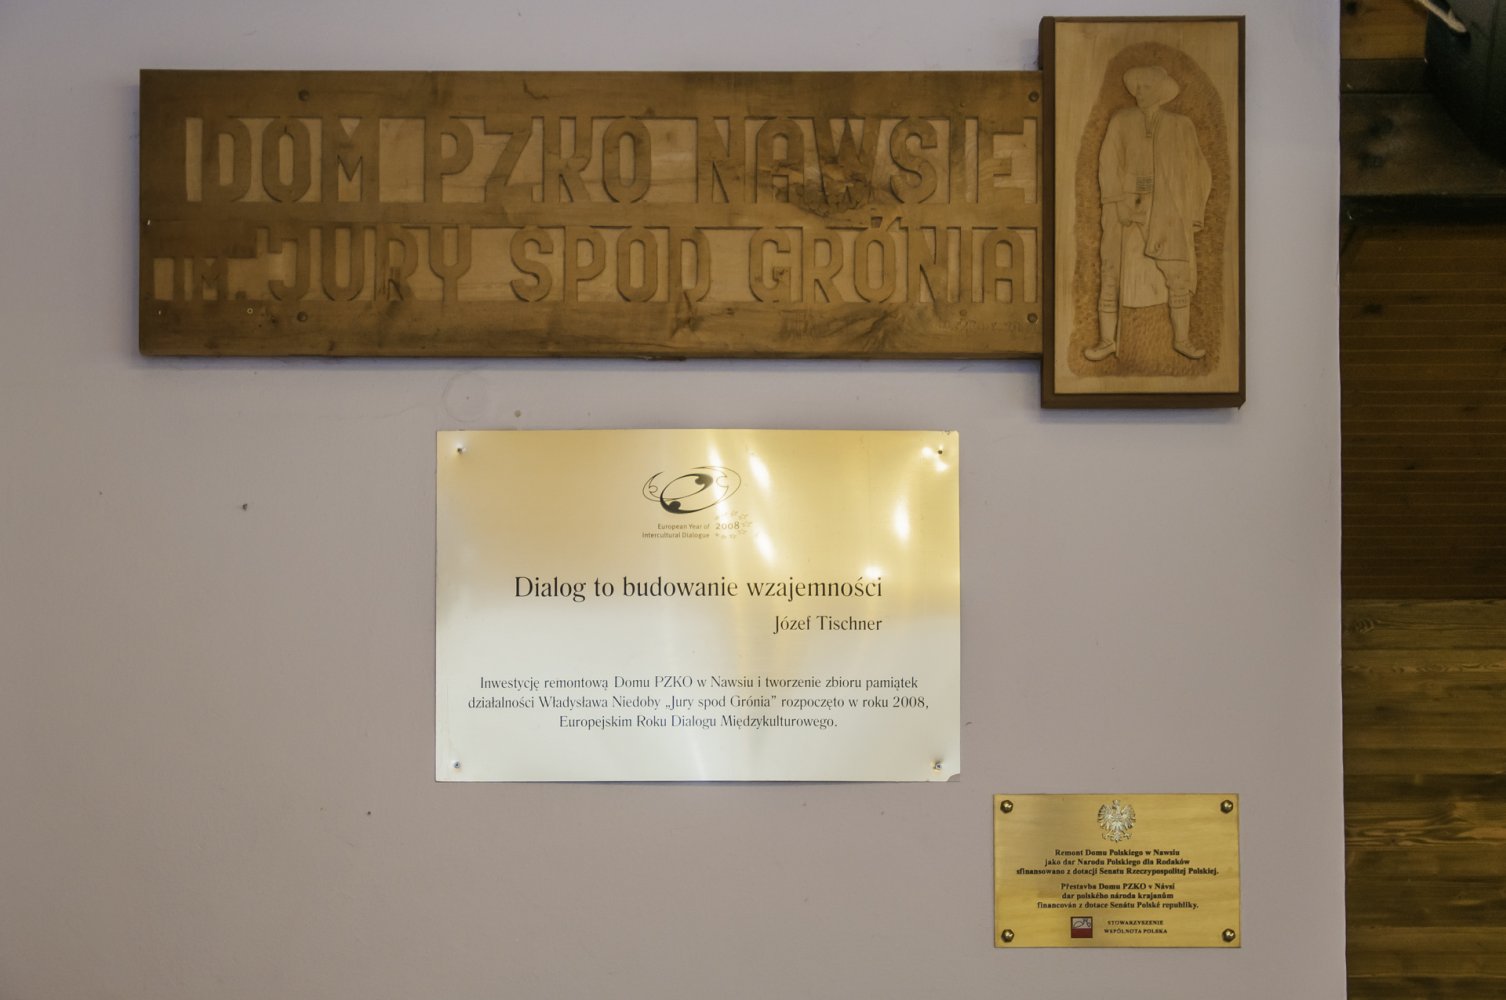 DOM PZKO NAWSIE
IM. JURY SPOD GRÓNIA
European Year of
Intercultural Dialogue
2008
Dialog to budowanie wzajemności
Józef Tischner
Inwestycję remontową Domu PZKO w Nawsiu i tworzenie zbioru pamiątek
działalności Władysława Niedoby „Jury spod Grónia” rozpoczęto w roku 2008,
Europejskim Roku Dialogu Międzykulturowego.
Remont Domu Polskiego w Nawsiu
jako dar Narodu Polskiego dla Rodaków
sfinansowano z dotacji Senatu Rzeczypospolitej Polskiej.
Přestavba Domu PZKO v Návsí
dar polského národa krajanům
financován z dotace Senátu Polské republiky.
STOWARZYSZENIE
WSPÓLNOTA POLSKA